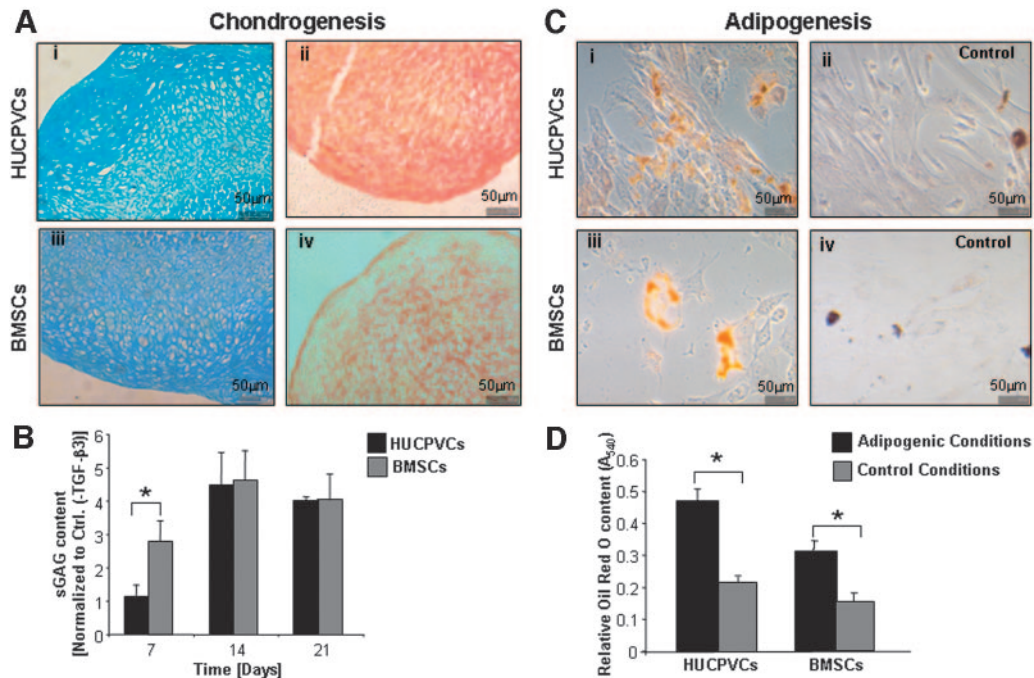 A
Chondrogenesis
HUCPVCs
i
50µm
ii
50µm
BMSCs
iii
50µm
iv
50µm
B
sGAG content
[Normalized to Ctrl. (-TGF-β3)]
6
5
4
3
2
1
0
*
HUCPVCs
BMSCs
7
14
21
Time [Days]
C
Adipogenesis
HUCPVCs
i
50µm
ii
Control
50µm
BMSCs
iii
50µm
iv
Control
50µm
D
Relative Oil Red O content (A540)
0.6
0.5
0.4
0.3
0.2
0.1
0
*
*
Adipogenic Conditions
Control Conditions
HUCPVCs
BMSCs